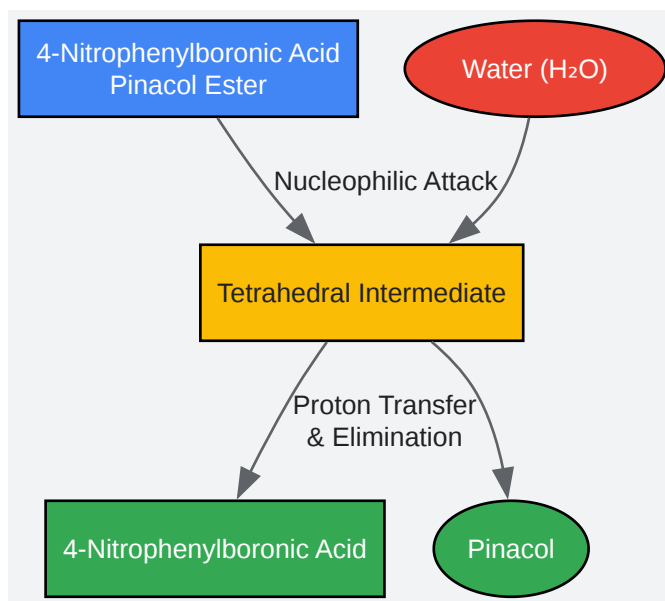 4-Nitrophenylboronic Acid
Pinacol Ester
Water (H₂O)
Nucleophilic Attack
Tetrahedral Intermediate
Proton Transfer
& Elimination
4-Nitrophenylboronic Acid
Pinacol